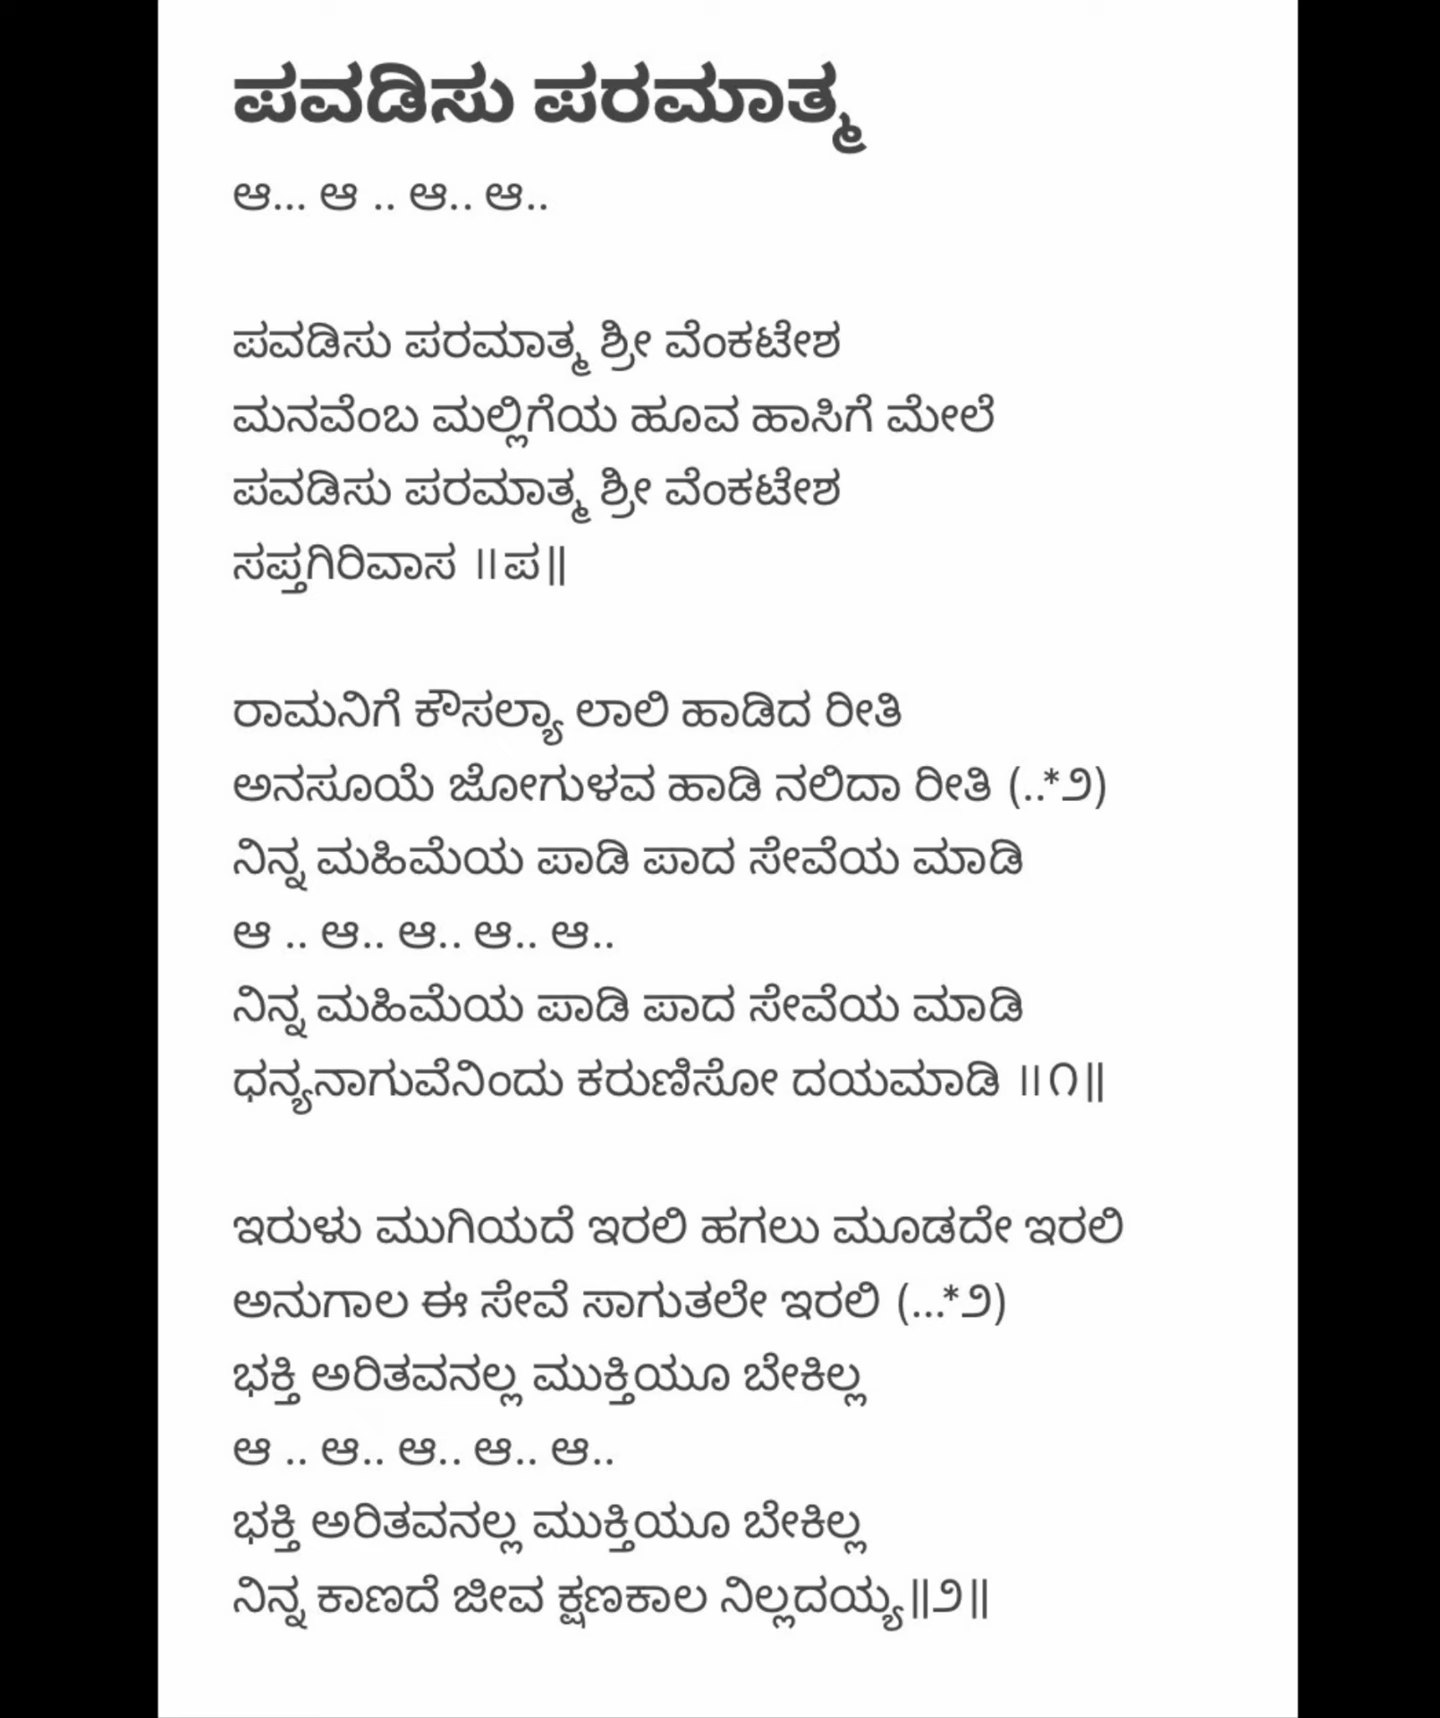 ಪವಡಿಸು ಪರಮಾತ್ಮ
ಆ... ಆ .. ಆ.. ಆ..
ಪವಡಿಸು ಪರಮಾತ್ಮ ಶ್ರೀ ವೆಂಕಟೇಶ
ಮನವೆಂಬ ಮಲ್ಲಿಗೆಯ ಹೂವ ಹಾಸಿಗೆ ಮೇಲೆ
ಪವಡಿಸು ಪರಮಾತ್ಮ ಶ್ರೀ ವೆಂಕಟೇಶ
ಸಪ್ತಗಿರಿವಾಸ ॥ಪ॥
ರಾಮನಿಗೆ ಕೌಸಲ್ಯಾ ಲಾಲಿ ಹಾಡಿದ ರೀತಿ
ಅನಸೂಯೆ ಜೋಗುಳವ ಹಾಡಿ ನಲಿದಾ ರೀತಿ (..*೨)
ನಿನ್ನ ಮಹಿಮೆಯ ಪಾಡಿ ಪಾದ ಸೇವೆಯ ಮಾಡಿ
ಆ .. ಆ.. ಆ.. ಆ.. ಆ..
ನಿನ್ನ ಮಹಿಮೆಯ ಪಾಡಿ ಪಾದ ಸೇವೆಯ ಮಾಡಿ
ಧನ್ಯನಾಗುವೆನಿಂದು ಕರುಣಿಸೋ ದಯಮಾಡಿ ॥೧॥
ಇರುಳು ಮುಗಿಯದೆ ಇರಲಿ ಹಗಲು ಮೂಡದೇ ಇರಲಿ
ಅನುಗಾಲ ಈ ಸೇವೆ ಸಾಗುತಲೇ ಇರಲಿ (...*೨)
ಭಕ್ತಿ ಅರಿತವನಲ್ಲ ಮುಕ್ತಿಯೂ ಬೇಕಿಲ್ಲ
ಆ .. ಆ.. ಆ.. ಆ.. ಆ..
ಭಕ್ತಿ ಅರಿತವನಲ್ಲ ಮುಕ್ತಿಯೂ ಬೇಕಿಲ್ಲ
ನಿನ್ನ ಕಾಣದೆ ಜೀವ ಕ್ಷಣಕಾಲ ನಿಲ್ಲದಯ್ಯ॥೨॥